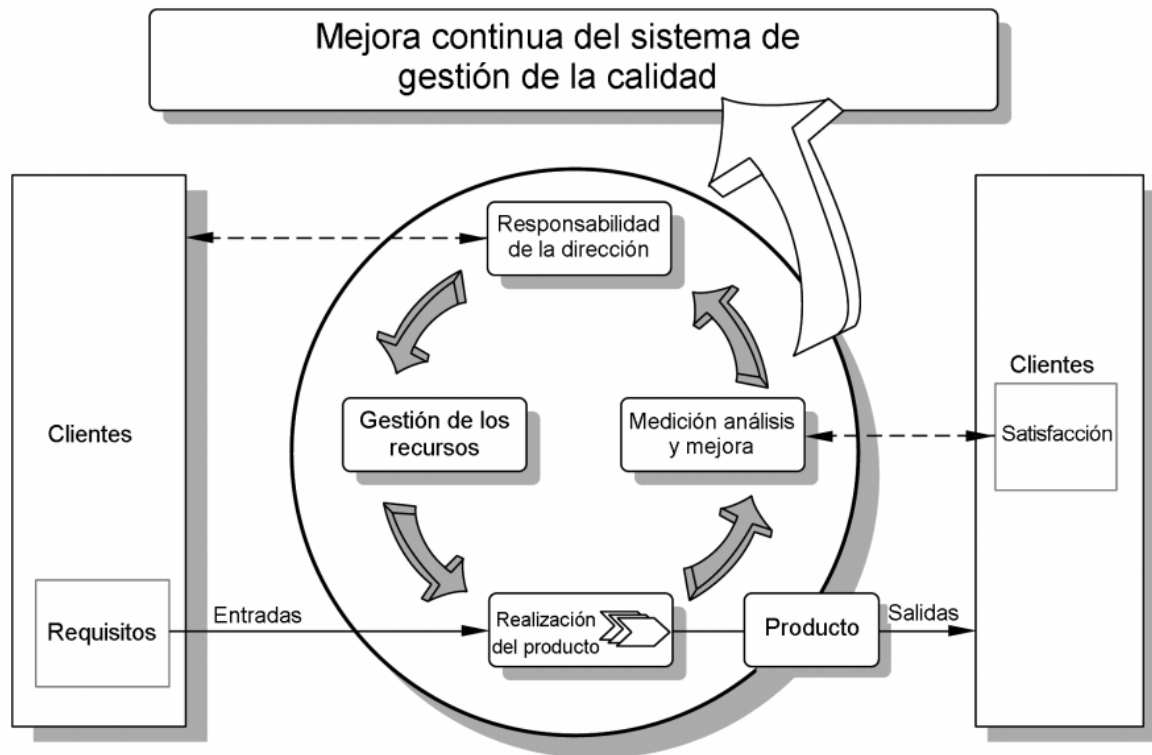 Mejora continua del sistema de
gestión de la calidad
Responsabilidad
de la dirección
Clientes
Gestión de los
recursos
Medición análisis
y mejora
Clientes
Satisfacción
Requisitos
Entradas
Realización
del producto
Producto
Salidas